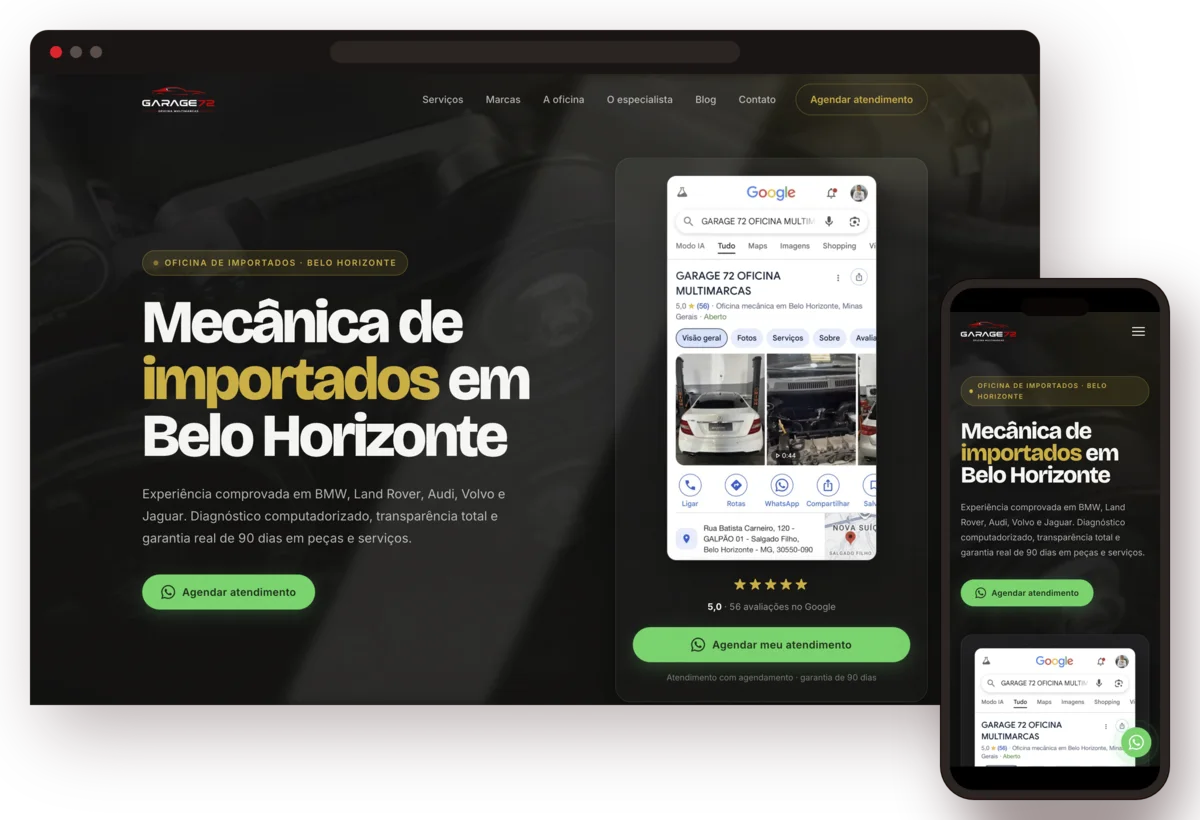 GARAGE72
OFICINA MULTIMARCAS
Serviços
Marcas
A oficina
O especialista
Blog
Contato
Agendar atendimento
OFICINA DE IMPORTADOS · BELO HORIZONTE
Mecânica de
importados em
Belo Horizonte
Experiência comprovada em BMW, Land Rover, Audi, Volvo e
Jaguar. Diagnóstico computadorizado, transparência total e
garantia real de 90 dias em peças e serviços.
Agendar atendimento
Google
GARAGE 72 OFICINA MULTIM
Modo IA
Tudo
Maps
Imagens
Shopping
Ví
GARAGE 72 OFICINA
MULTIMARCAS
5,0 ★ (56) · Oficina mecânica em Belo Horizonte, Minas
Gerais · Aberto
Visão geral
Fotos
Serviços
Sobre
Avalia
0:44
Ligar
Rotas
WhatsApp
Compartilhar
Salv
Rua Batista Carneiro, 120 -
GALPÃO 01 - Salgado Filho,
Belo Horizonte - MG, 30550-090
NOVA SUÍÇ
SALGADO FILHO
★★★★★
5,0 · 56 avaliações no Google
Agendar meu atendimento
Atendimento com agendamento · garantia de 90 dias
GARAGE72
OFICINA DE IMPORTADOS · BELO
HORIZONTE
Mecânica de
importados em
Belo Horizonte
Experiência comprovada em BMW, Land
Rover, Audi, Volvo e Jaguar. Diagnóstico
computadorizado, transparência total e
garantia real de 90 dias em peças e serviços.
Agendar atendimento
Google
GARAGE 72 OFICINA MULTIM
Modo IA
Tudo
Maps
Imagens
Shopping
Ví
GARAGE 72 OFICINA
MULTIMARCAS
5,0 ★ (56) · Oficina mecânica em Belo Horizonte, Minas
Gerais · Aberto